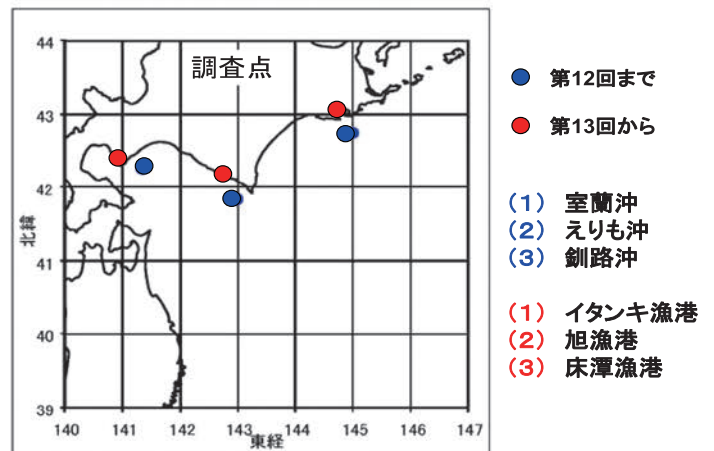 調査点
44
43
42
41
40
39
北緯
140
141
142
143
144
145
146
147
東経
第12回まで
第13回から
(1) 室蘭沖
(2) えりも沖
(3) 釧路沖
(1) イタンキ漁港
(2) 旭漁港
(3) 床潭漁港